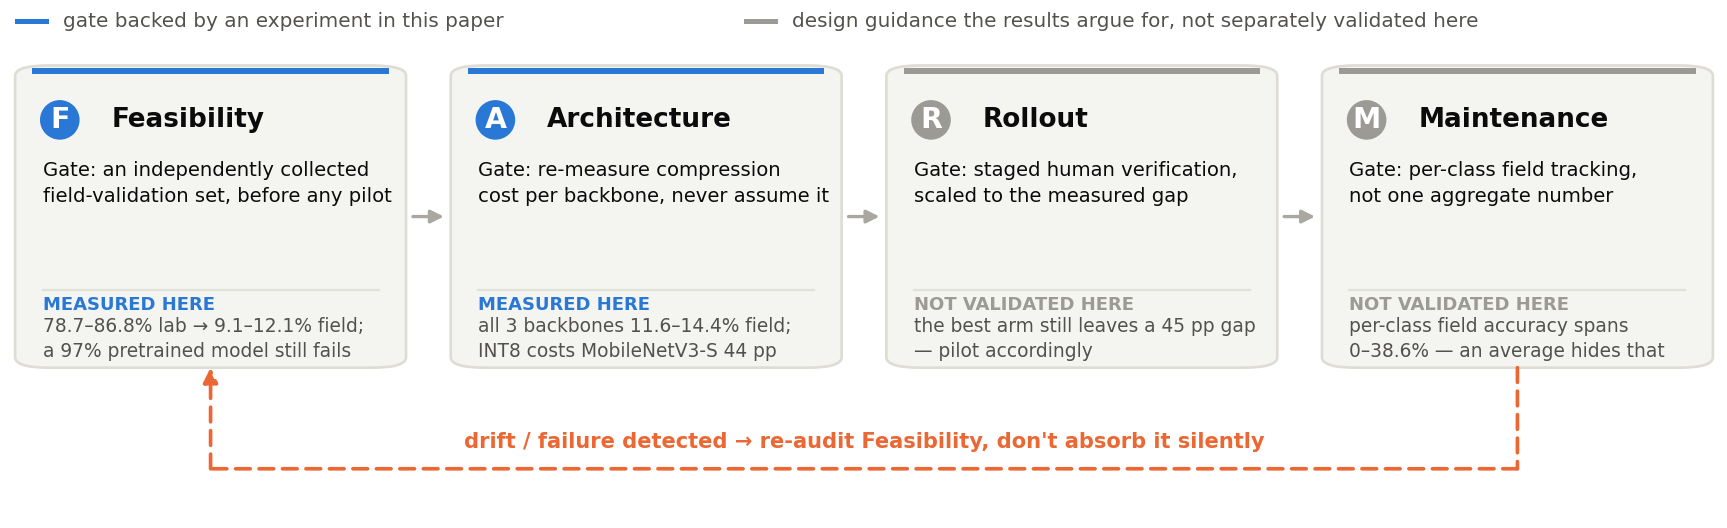 gate backed by an experiment in this paper
design guidance the results argue for, not separately validated here
F Feasibility
Gate: an independently collected
field-validation set, before any pilot
MEASURED HERE
78.7–86.8% lab → 9.1–12.1% field;
a 97% pretrained model still fails
A Architecture
Gate: re-measure compression
cost per backbone, never assume it
MEASURED HERE
all 3 backbones 11.6–14.4% field;
INT8 costs MobileNetV3-S 44 pp
R Rollout
Gate: staged human verification,
scaled to the measured gap
NOT VALIDATED HERE
the best arm still leaves a 45 pp gap
— pilot accordingly
M Maintenance
Gate: per-class field tracking,
not one aggregate number
NOT VALIDATED HERE
per-class field accuracy spans
0–38.6% — an average hides that
drift / failure detected → re-audit Feasibility, don't absorb it silently